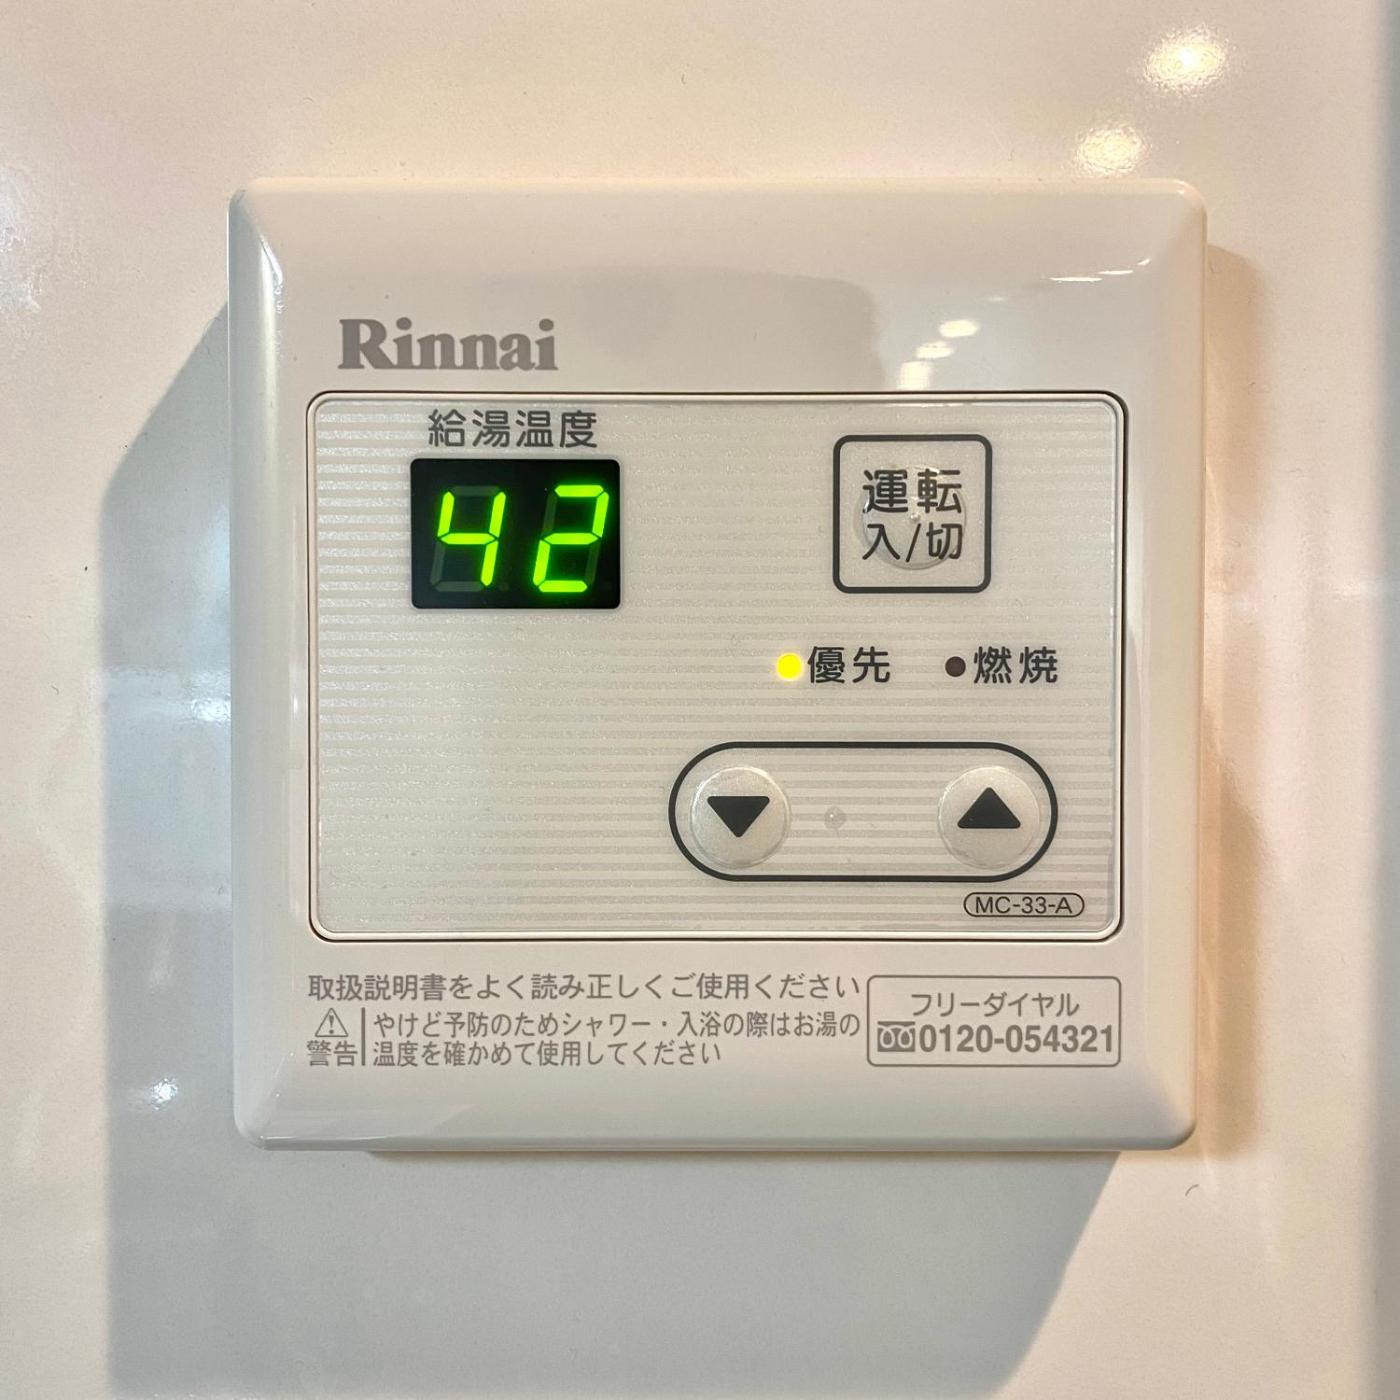 Rinnai
給湯温度
42
運転
入/切
優先
燃焼
▼
▲
MC-33-A
取扱説明書をよく読み正しくご使用ください
警告
やけど予防のためシャワー・入浴の際はお湯の
温度を確かめて使用してください
フリーダイヤル
0120-054321